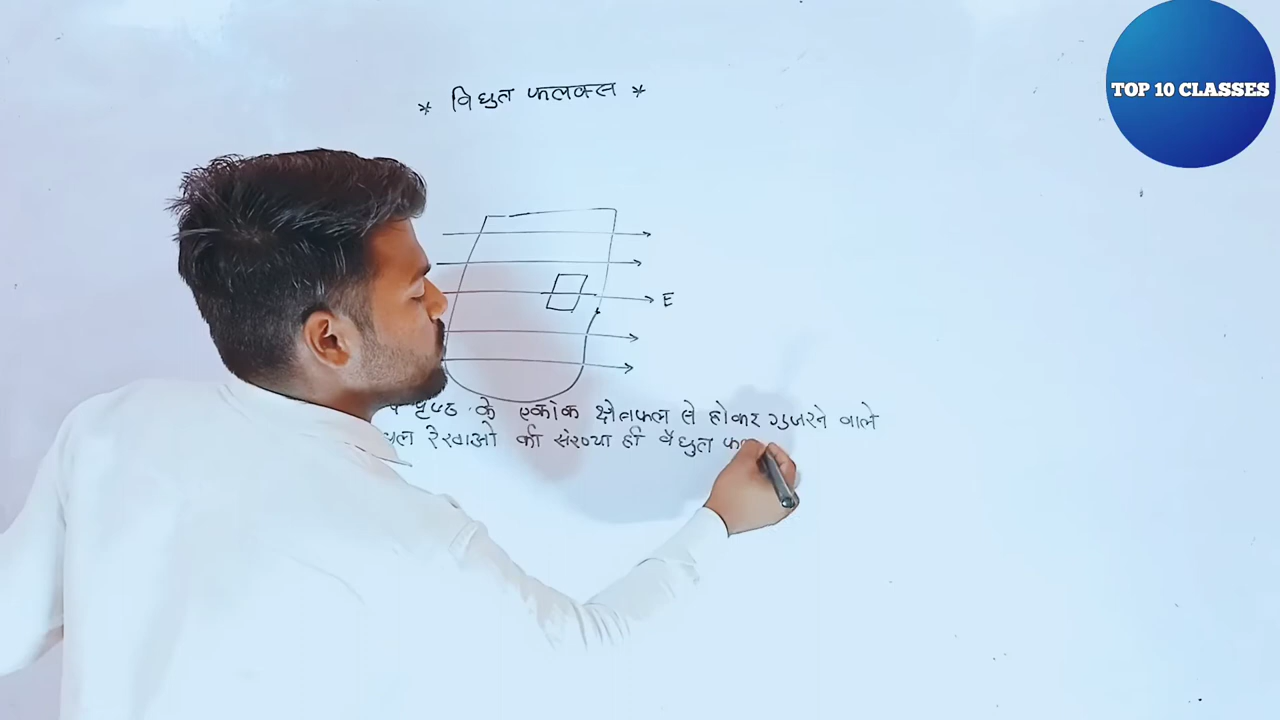 * विधुत फलक्स *
TOP 10 CLASSES
E
पृष्ठ के एकांक क्षेत्रफल से होकर गुजरने वाले
रेखाओ की संख्या ही वैधुत